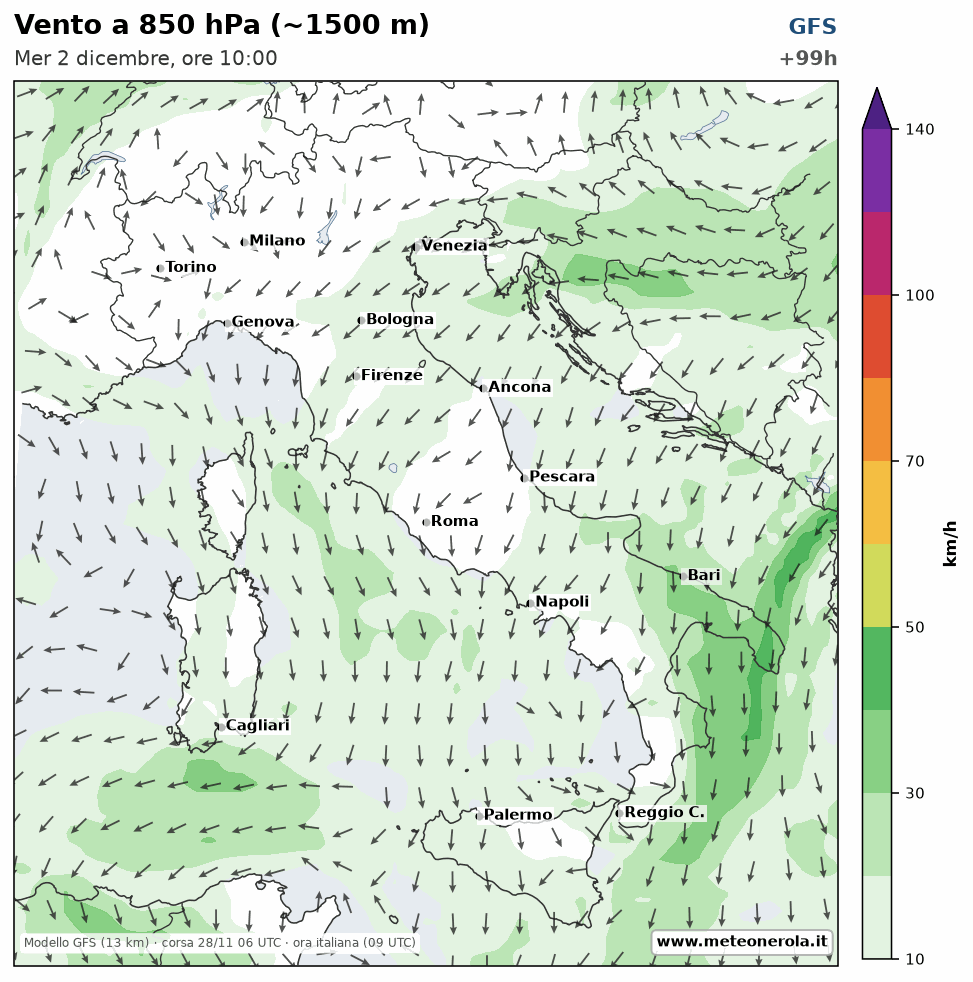 Vento a 850 hPa (~1500 m)
GFS
Mer 2 dicembre, ore 10:00
+99h
140
100
70
50
30
10
km/h
Milano
Venezia
Torino
Genova
Bologna
Firenze
Ancona
Pescara
Roma
Bari
Napoli
Cagliari
Palermo
Reggio C.
Modello GFS (13 km) · corsa 28/11 06 UTC · ora italiana (09 UTC)
www.meteonerola.it